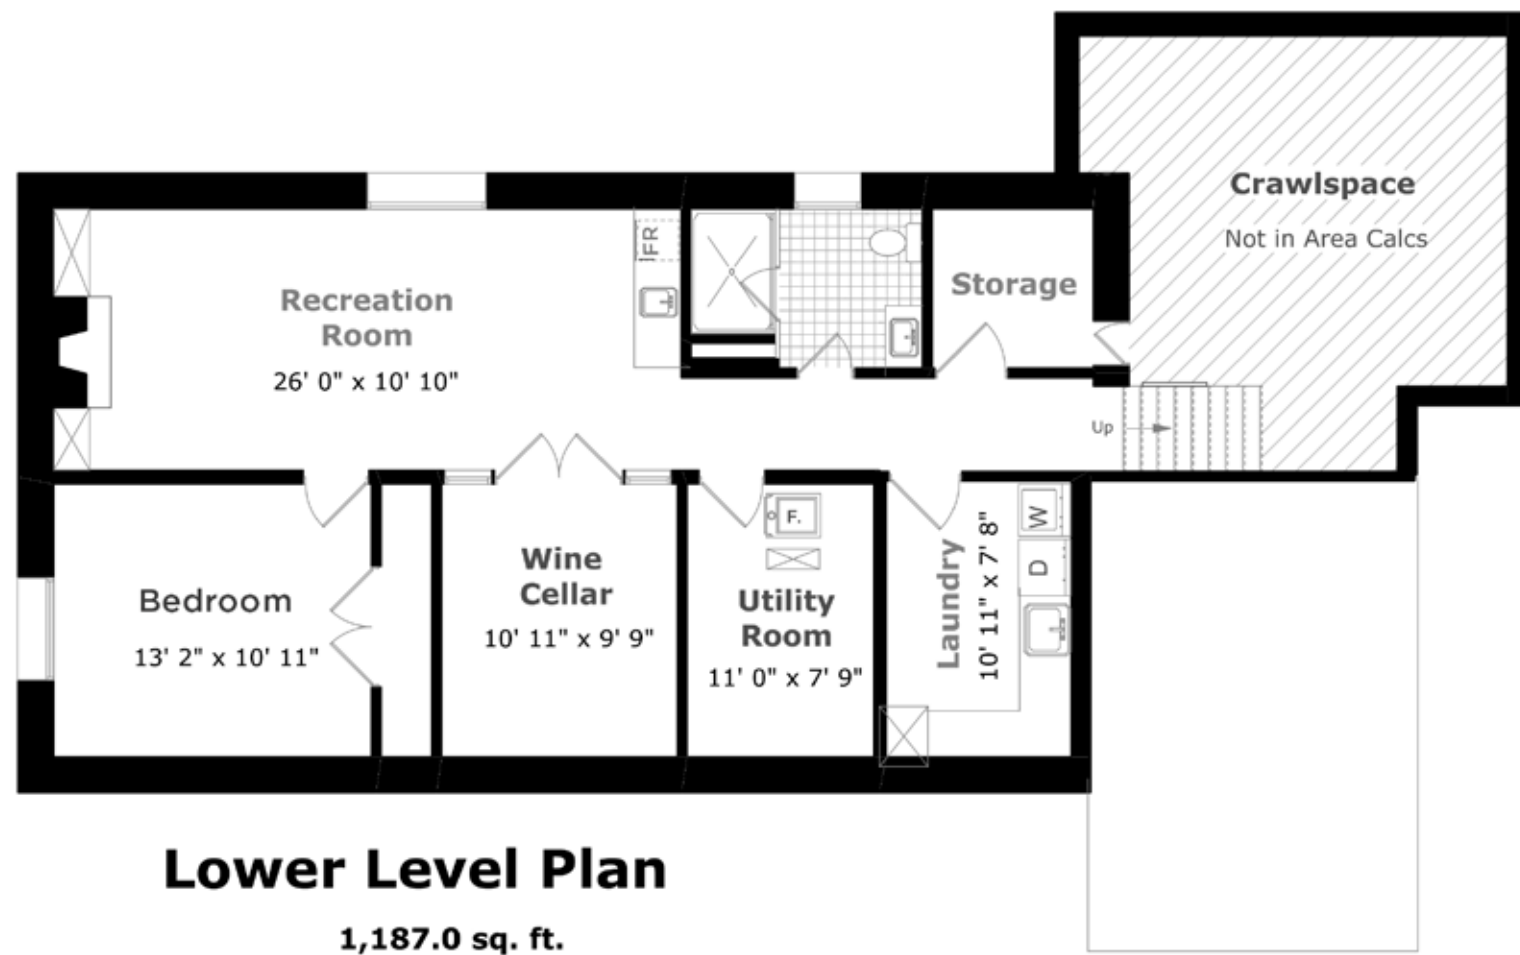 Crawlspace
Not in Area Calcs
FR
Storage
Recreation
Room
26' 0" x 10' 10"
Up
Bedroom
13' 2" x 10' 11"
Wine
Cellar
10' 11" x 9' 9"
F.
Utility
Room
11' 0" x 7' 9"
Laundry
10' 11" x 7' 8"
W
D
Lower Level Plan
1,187.0 sq. ft.